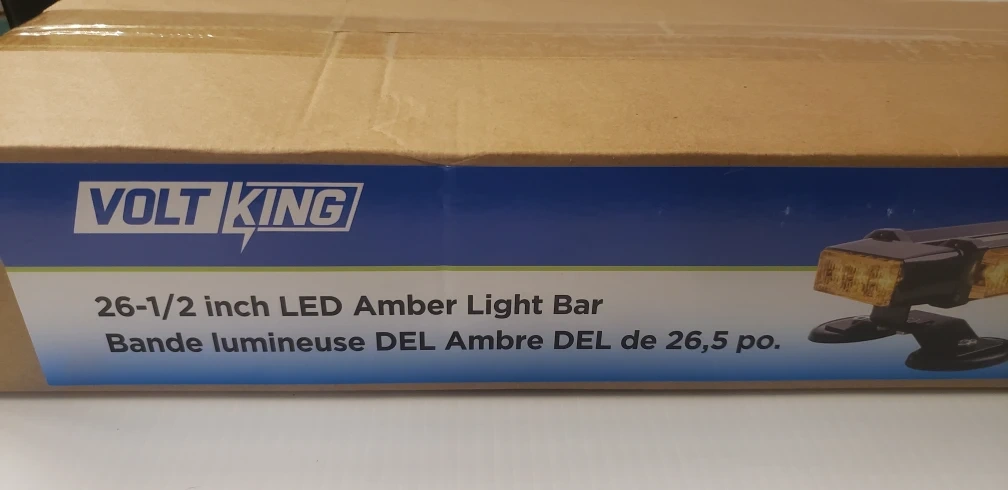 VOLT KING
26-1/2 inch LED Amber Light Bar
Bande lumineuse DEL Ambre DEL de 26,5 po.